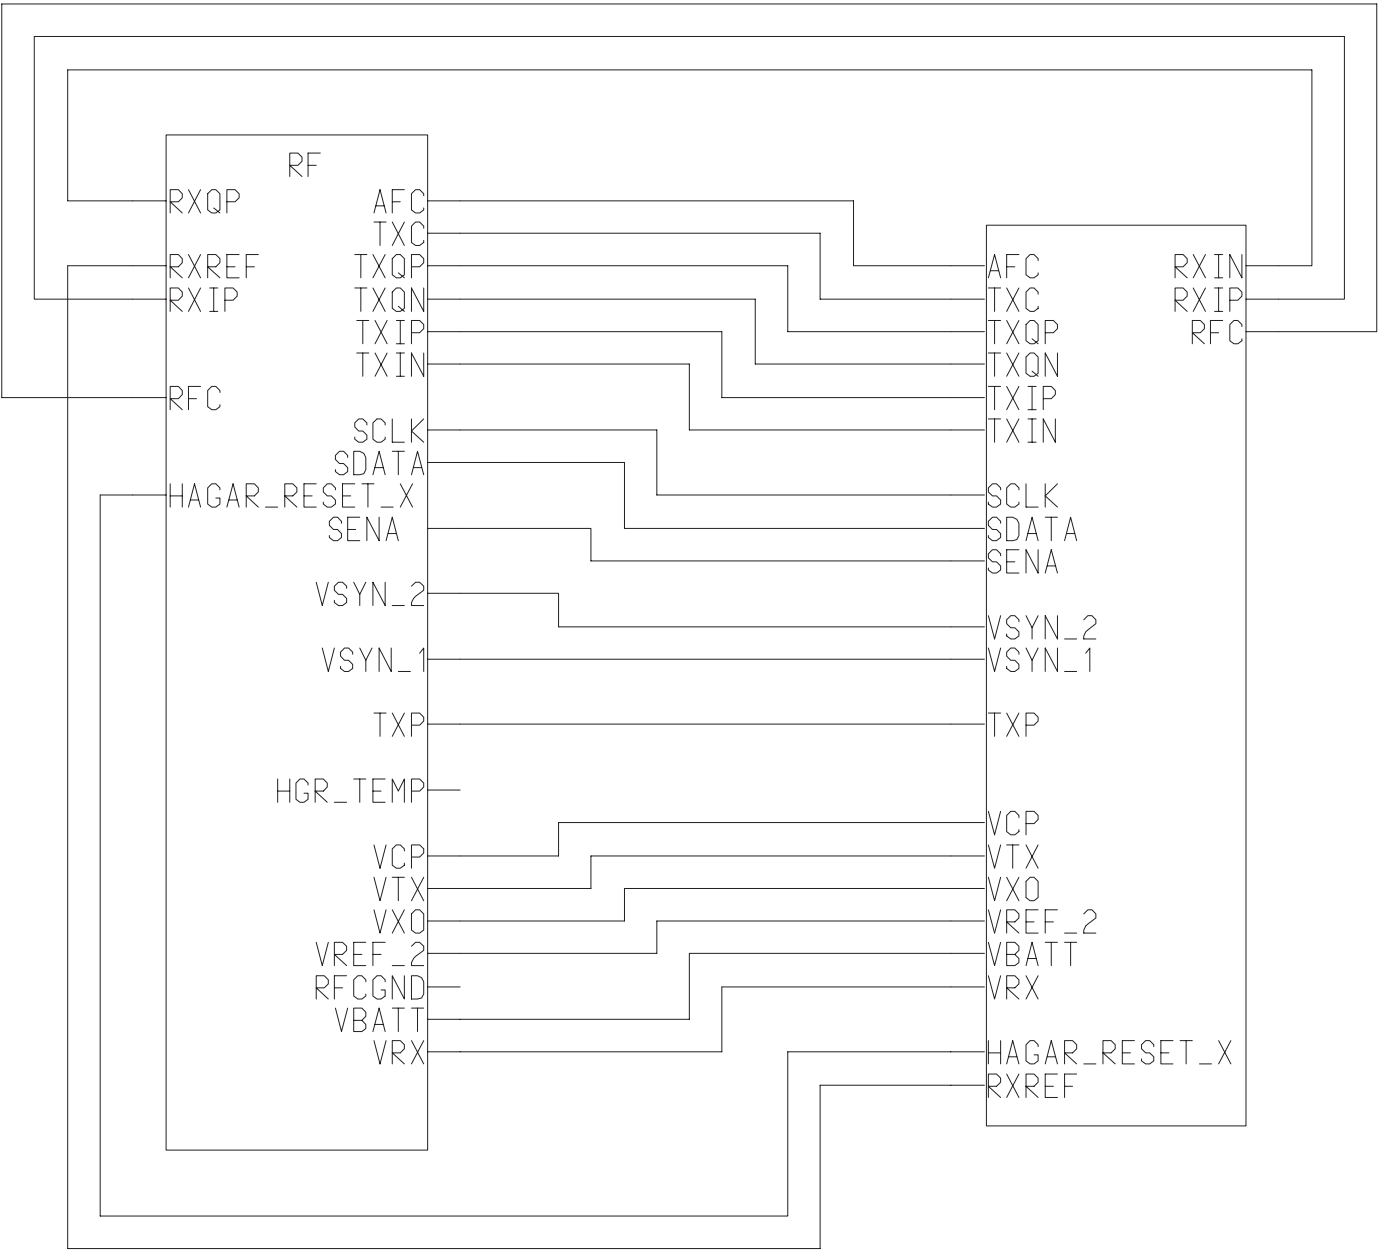 RF
RXQP
AFC
TXC
RXREF
TXQP
RXIP
TXQN
TXIP
TXIN
RFC
SCLK
SDATA
HAGAR_RESET_X
SENA
VSYN_2
VSYN_1
TXP
HGR_TEMP
VCP
VTX
VXO
VREF_2
RFCGND
VBATT
VRX
AFC
RXIN
TXC
RXIP
TXQP
RFC
TXQN
TXIP
TXIN
SCLK
SDATA
SENA
VSYN_2
VSYN_1
TXP
VCP
VTX
VXO
VREF_2
VBATT
VRX
HAGAR_RESET_X
RXREF